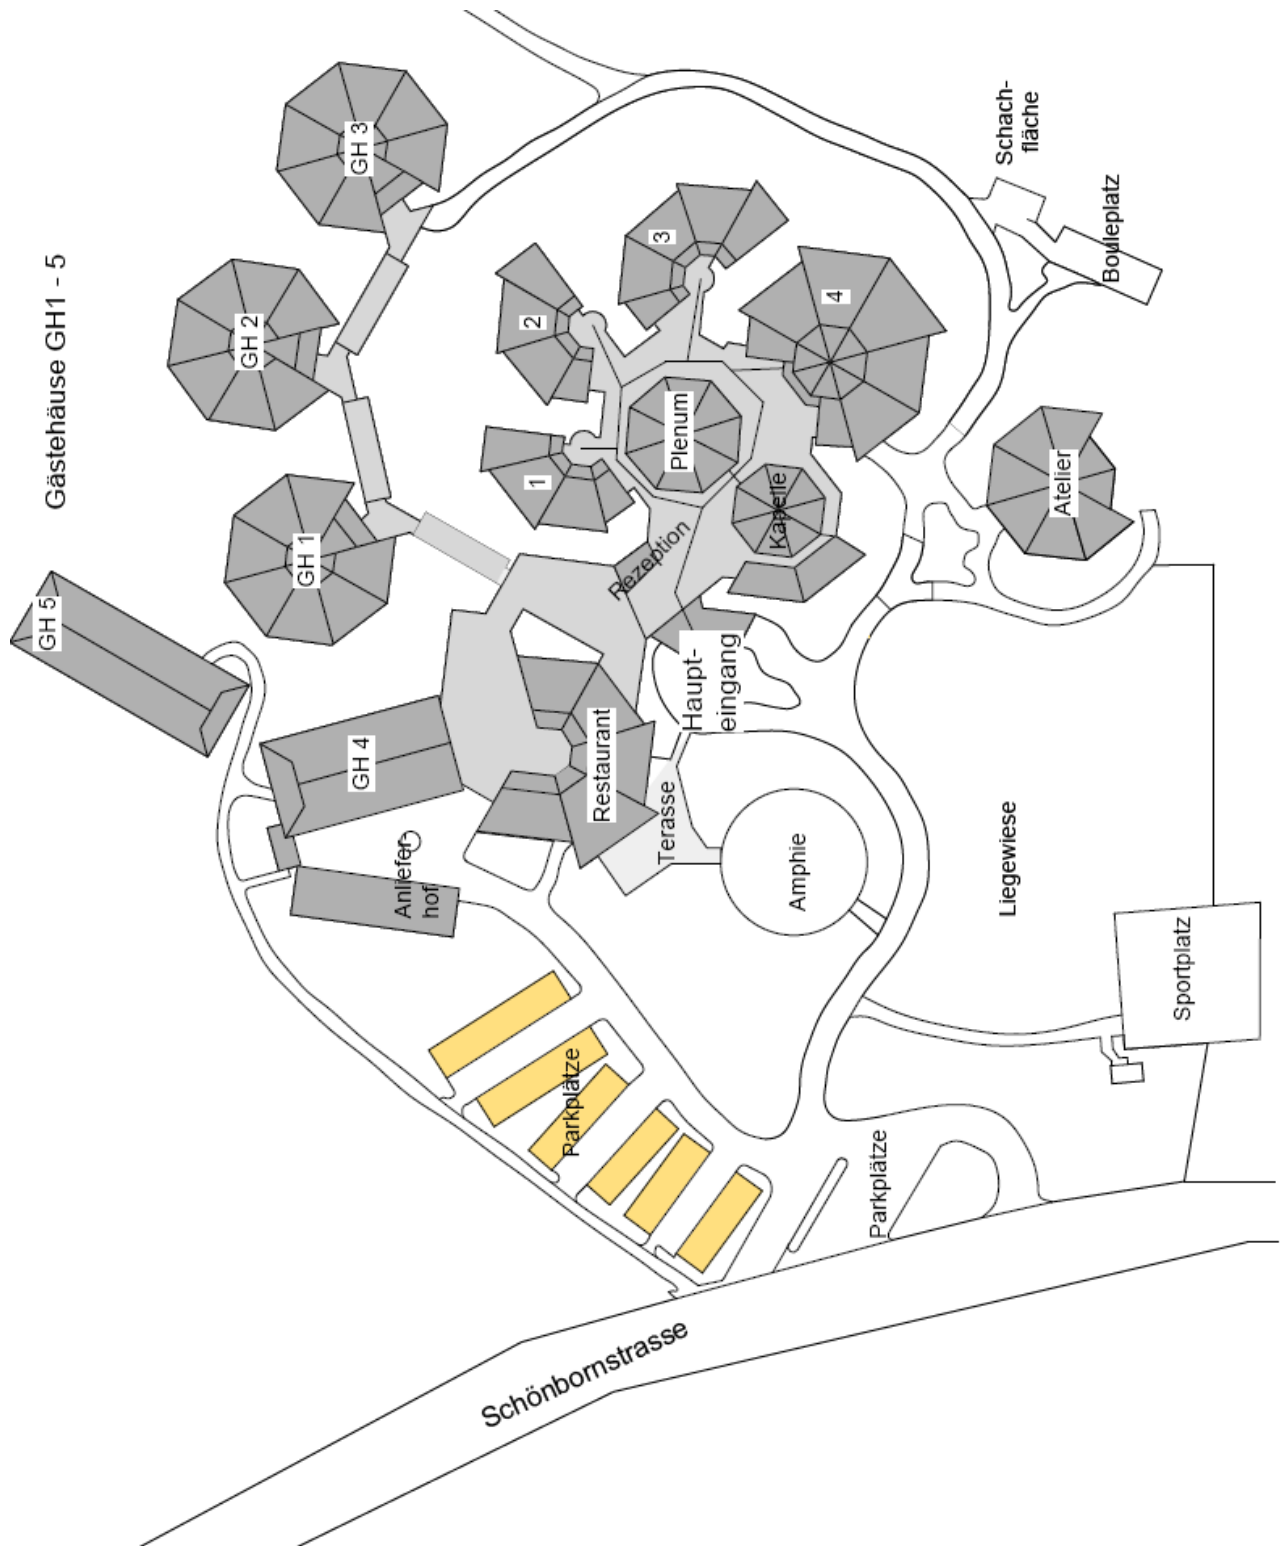 Gästehäuse GH1 - 5
GH 3
GH 2
GH 1
GH 5
GH 4
Schach-
fläche
Bouleplatz
3
2
4
1
Plenum
Kapelle
Atelier
Rezeption
Haupt-
eingang
Restaurant
Terasse
Anliefer-
hof
Amphie
Liegewiese
Sportplatz
Parkplätze
Parkplätze
Schönbornstrasse